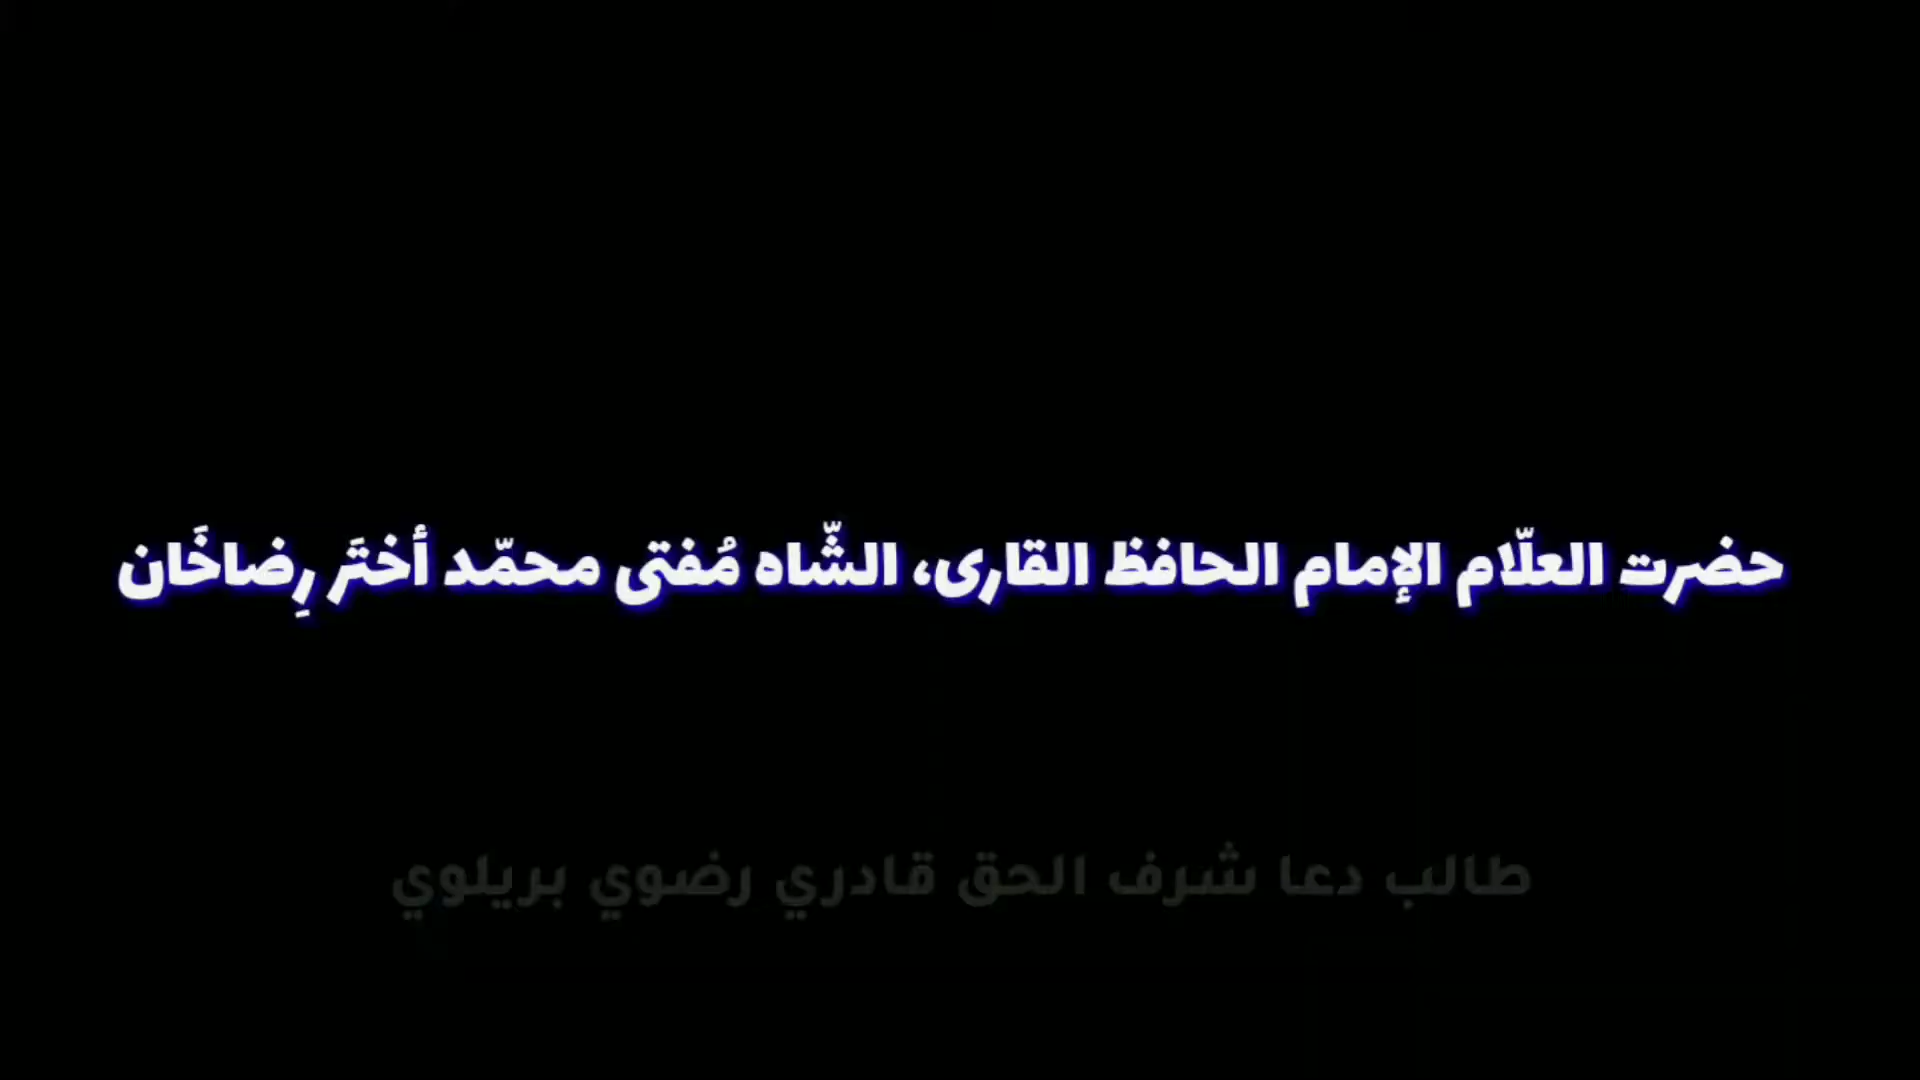 حضرت العلّام الإمام الحافظ القارى، الشّاه مُفتى محمّد أختَر رِضاخَان
طالب دعا شرف الحق قادري رضوي بريلوي